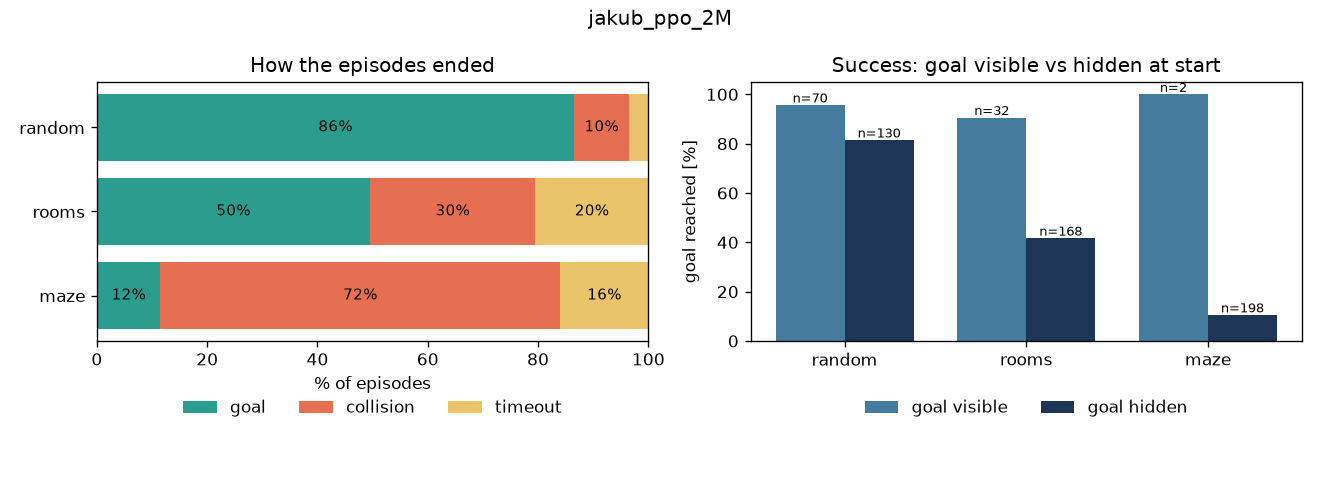 jakub_ppo_2M
How the episodes ended
random
86%
10%
rooms
50%
30%
20%
maze
12%
72%
16%
0 20 40 60 80 100
% of episodes
goal collision timeout
Success: goal visible vs hidden at start
goal reached [%]
100
80
60
40
20
0
n=70
n=130
n=32
n=168
n=2
n=198
random rooms maze
goal visible goal hidden